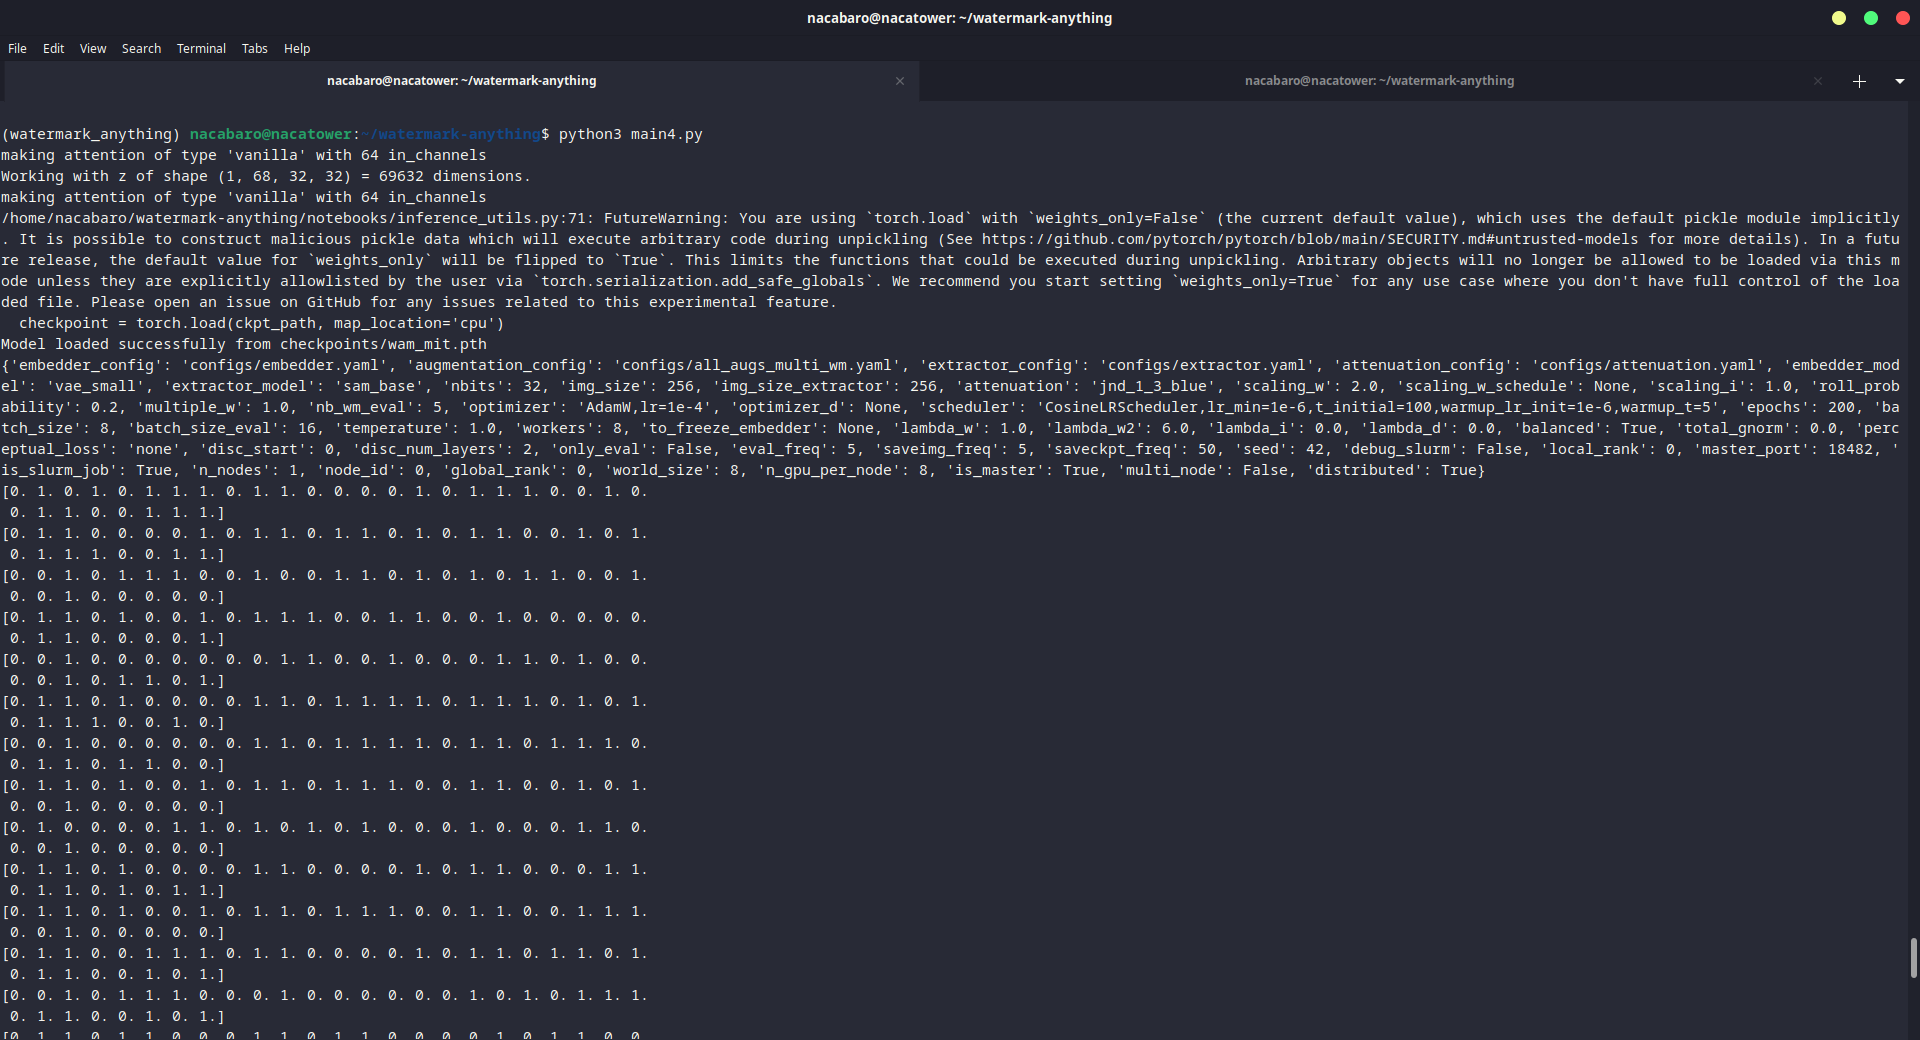 nacabaro@nacatower: ~/watermark-anything
File Edit View Search Terminal Tabs Help
nacabaro@nacatower: ~/watermark-anything
nacabaro@nacatower: ~/watermark-anything
(watermark_anything) nacabaro@nacatower:~/watermark-anything$ python3 main4.py
making attention of type 'vanilla' with 64 in_channels
Working with z of shape (1, 68, 32, 32) = 69632 dimensions.
making attention of type 'vanilla' with 64 in_channels
/home/nacabaro/watermark-anything/notebooks/inference_utils.py:71: FutureWarning: You are using `torch.load` with `weights_only=False` (the current default value), which uses the default pickle module implicitly
. It is possible to construct malicious pickle data which will execute arbitrary code during unpickling (See https://github.com/pytorch/pytorch/blob/main/SECURITY.md#untrusted-models for more details). In a futu
re release, the default value for `weights_only` will be flipped to `True`. This limits the functions that could be executed during unpickling. Arbitrary objects will no longer be allowed to be loaded via this m
ode unless they are explicitly allowlisted by the user via `torch.serialization.add_safe_globals`. We recommend you start setting `weights_only=True` for any use case where you don't have full control of the loa
ded file. Please open an issue on GitHub for any issues related to this experimental feature.
  checkpoint = torch.load(ckpt_path, map_location='cpu')
Model loaded successfully from checkpoints/wam_mit.pth
{'embedder_config': 'configs/embedder.yaml', 'augmentation_config': 'configs/all_augs_multi_wm.yaml', 'extractor_config': 'configs/extractor.yaml', 'attenuation_config': 'configs/attenuation.yaml', 'embedder_mod
el': 'vae_small', 'extractor_model': 'sam_base', 'nbits': 32, 'img_size': 256, 'img_size_extractor': 256, 'attenuation': 'jnd_1_3_blue', 'scaling_w': 2.0, 'scaling_w_schedule': None, 'scaling_i': 1.0, 'roll_prob
ability': 0.2, 'multiple_w': 1.0, 'nb_wm_eval': 5, 'optimizer': 'AdamW,lr=1e-4', 'optimizer_d': None, 'scheduler': 'CosineLRScheduler,lr_min=1e-6,t_initial=100,warmup_lr_init=1e-6,warmup_t=5', 'epochs': 200, 'ba
tch_size': 8, 'batch_size_eval': 16, 'temperature': 1.0, 'workers': 8, 'to_freeze_embedder': None, 'lambda_w': 1.0, 'lambda_w2': 6.0, 'lambda_i': 0.0, 'lambda_d': 0.0, 'balanced': True, 'total_gnorm': 0.0, 'perc
eptual_loss': 'none', 'disc_start': 0, 'disc_num_layers': 2, 'only_eval': False, 'eval_freq': 5, 'saveimg_freq': 5, 'saveckpt_freq': 50, 'seed': 42, 'debug_slurm': False, 'local_rank': 0, 'master_port': 18482, '
is_slurm_job': True, 'n_nodes': 1, 'node_id': 0, 'global_rank': 0, 'world_size': 8, 'n_gpu_per_node': 8, 'is_master': True, 'multi_node': False, 'distributed': True}
[0. 1. 0. 1. 0. 1. 1. 1. 0. 1. 1. 0. 0. 0. 0. 1. 0. 1. 1. 1. 0. 0. 1. 0.
 0. 1. 1. 0. 0. 1. 1. 1.]
[0. 1. 1. 0. 0. 0. 0. 1. 0. 1. 1. 0. 1. 1. 0. 1. 0. 1. 1. 0. 0. 1. 0. 1.
 0. 1. 1. 1. 0. 0. 1. 1.]
[0. 0. 1. 0. 1. 1. 1. 0. 0. 1. 0. 0. 1. 1. 0. 1. 0. 1. 0. 1. 1. 0. 0. 1.
 0. 0. 1. 0. 0. 0. 0. 0.]
[0. 1. 1. 0. 1. 0. 0. 1. 0. 1. 1. 1. 0. 0. 1. 1. 0. 0. 1. 0. 0. 0. 0. 0.
 0. 1. 1. 0. 0. 0. 0. 1.]
[0. 0. 1. 0. 0. 0. 0. 0. 0. 0. 1. 1. 0. 0. 1. 0. 0. 0. 1. 1. 0. 1. 0. 0.
 0. 0. 1. 0. 1. 1. 0. 1.]
[0. 1. 1. 0. 1. 0. 0. 0. 0. 1. 1. 0. 1. 1. 1. 1. 0. 1. 1. 0. 1. 0. 1.
 0. 1. 1. 1. 0. 0. 1. 0.]
[0. 0. 1. 0. 0. 0. 0. 0. 0. 1. 1. 0. 1. 1. 1. 1. 0. 1. 1. 0. 1. 1. 1. 0.
 0. 1. 1. 0. 1. 1. 0. 0.]
[0. 1. 1. 0. 1. 0. 0. 1. 0. 1. 1. 0. 1. 1. 1. 0. 0. 1. 1. 0. 0. 1. 0. 1.
 0. 0. 1. 0. 0. 0. 0. 0.]
[0. 1. 0. 0. 0. 0. 1. 1. 0. 1. 0. 1. 0. 1. 0. 0. 0. 1. 0. 0. 0. 1. 1. 0.
 0. 0. 1. 0. 0. 0. 0. 0.]
[0. 1. 1. 0. 1. 0. 0. 0. 0. 1. 1. 0. 0. 0. 0. 1. 0. 1. 1. 0. 0. 0. 1. 1.
 0. 1. 1. 0. 1. 0. 1. 1.]
[0. 1. 1. 0. 1. 0. 0. 1. 0. 1. 1. 0. 1. 1. 1. 0. 0. 1. 1. 0. 0. 1. 1. 1.
 0. 0. 1. 0. 0. 0. 0. 0.]
[0. 1. 1. 0. 0. 1. 1. 1. 0. 1. 1. 0. 0. 0. 0. 1. 0. 1. 1. 0. 1. 1. 0. 1.
 0. 1. 1. 0. 0. 1. 0. 1.]
[0. 0. 1. 0. 1. 1. 1. 0. 0. 0. 1. 0. 0. 0. 0. 0. 0. 1. 0. 1. 0. 1. 1. 1.
 0. 1. 1. 0. 0. 1. 0. 1.]
[0. 1. 1. 0. 1. 1. 0. 0. 0. 1. 1. 0. 1. 1. 0. 0. 0. 0. 1. 0. 1. 1. 0. 0.